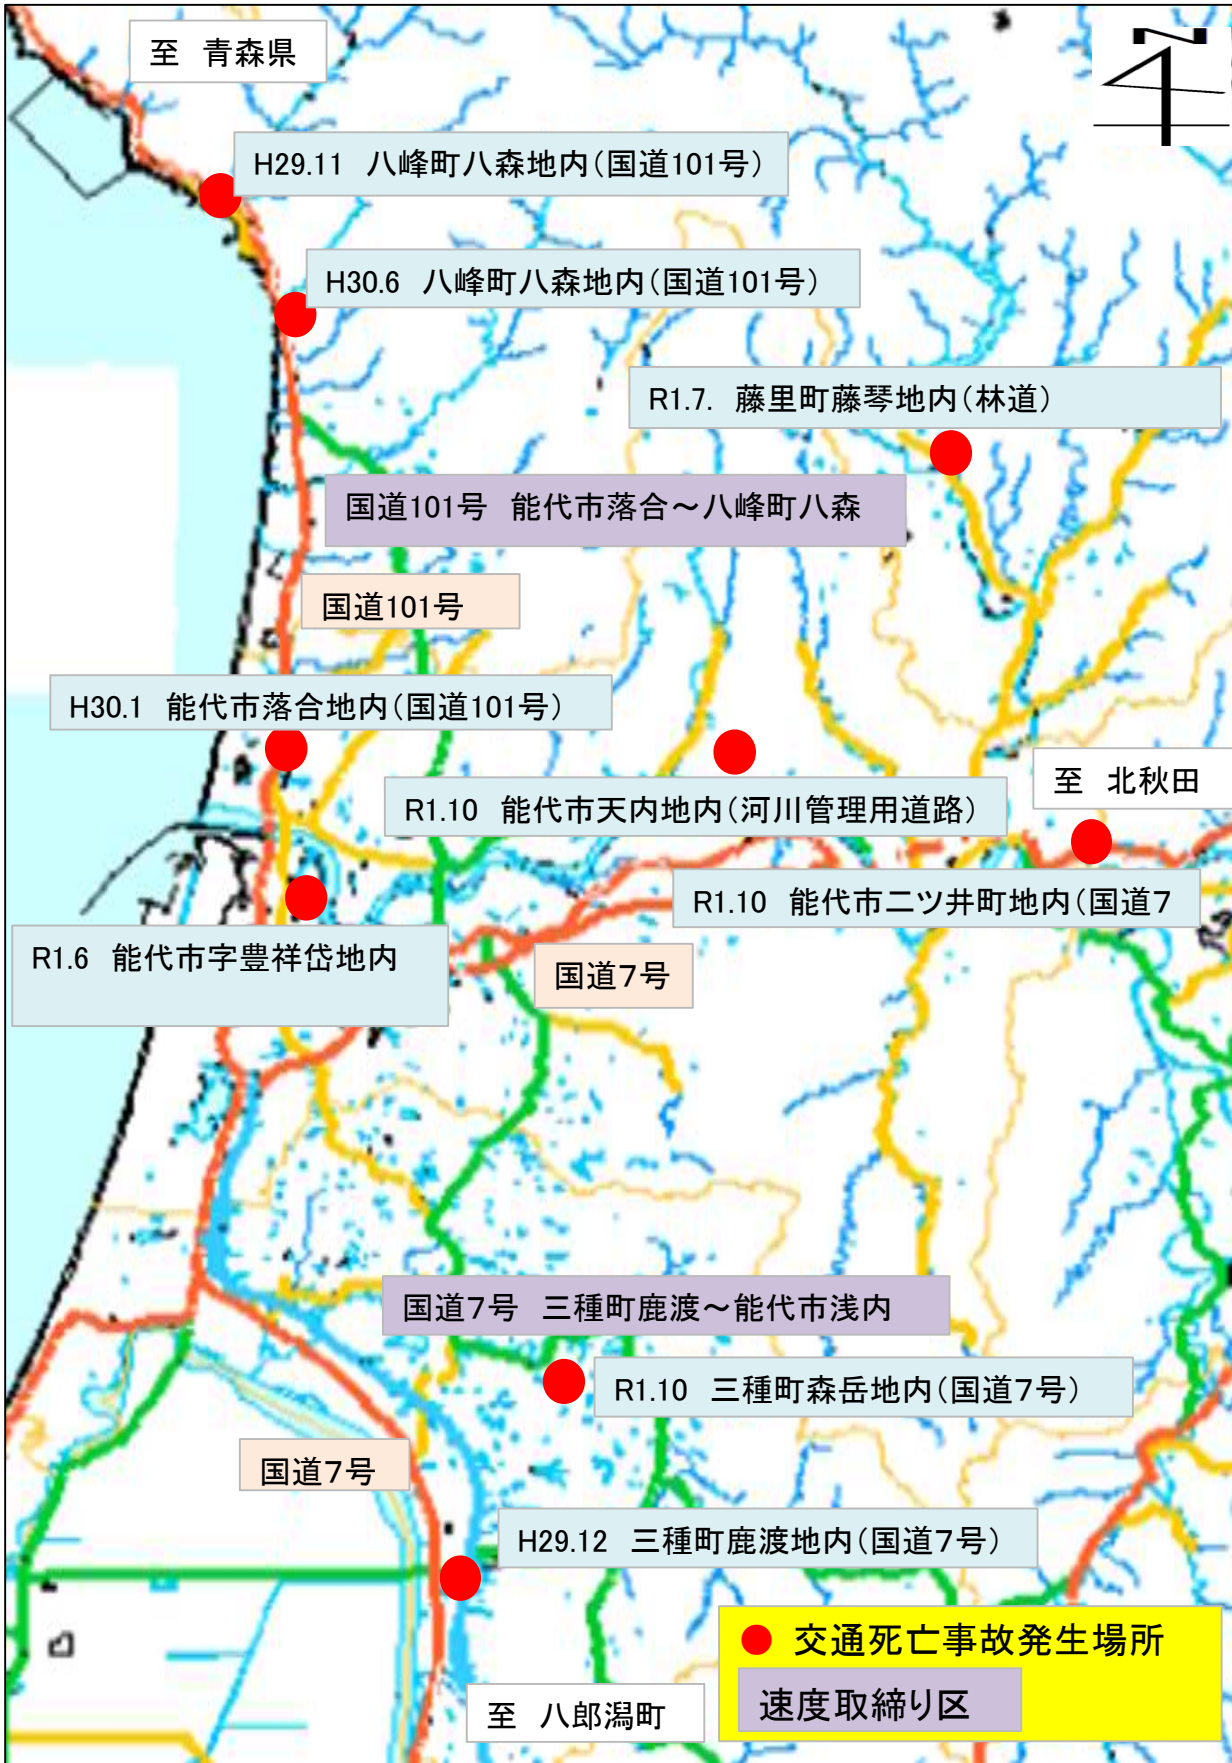 至 青森県
N
H29.11 八峰町八森地内(国道101号)
H30.6 八峰町八森地内(国道101号)
R1.7. 藤里町藤琴地内(林道)
国道101号 能代市落合～八峰町八森
国道101号
H30.1 能代市落合地内(国道101号)
至 北秋田
R1.10 能代市天内地内(河川管理用道路)
R1.10 能代市二ツ井町地内(国道7
R1.6 能代市字豊祥岱地内
国道7号
国道7号 三種町鹿渡～能代市浅内
R1.10 三種町森岳地内(国道7号)
国道7号
H29.12 三種町鹿渡地内(国道7号)
交通死亡事故発生場所
速度取締り区
至 八郎潟町